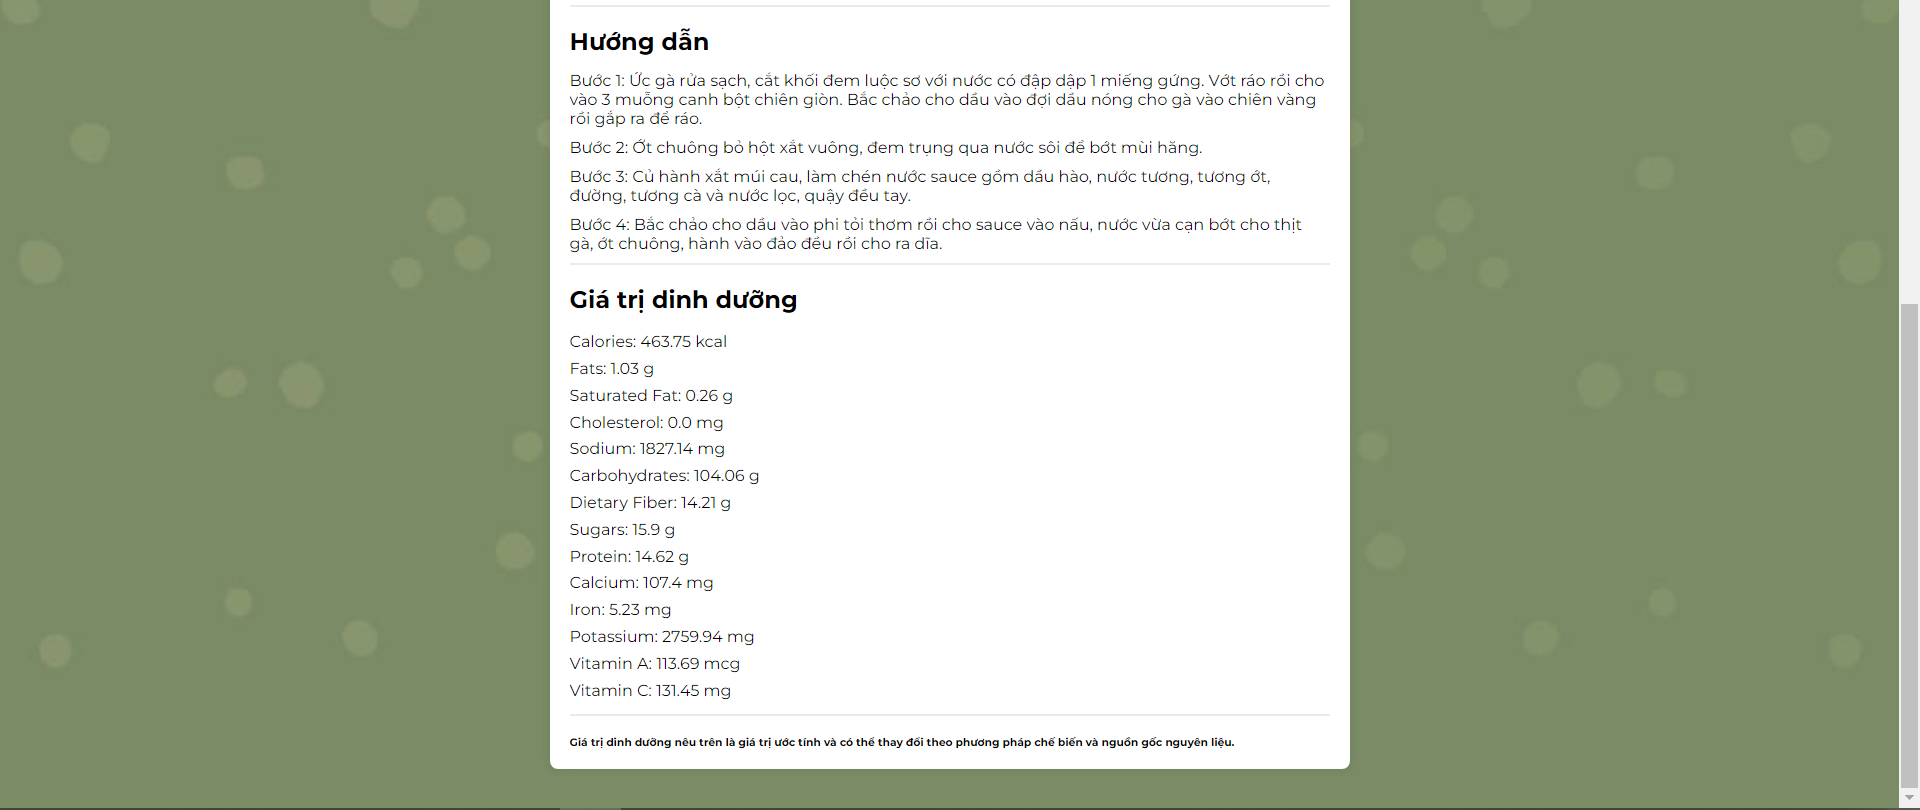 Hướng dẫn
Bước 1: Ức gà rửa sạch, cắt khối đem luộc sơ với nước có đập dập 1 miếng gứng. Vớt ráo rồi cho
vào 3 muỗng canh bột chiên giòn. Bắc chảo cho dầu vào đợi dầu nóng cho gà vào chiên vàng
rồi gắp ra để ráo.
Bước 2: Ớt chuông bỏ hột xắt vuông, đem trụng qua nước sôi để bớt mùi hăng.
Bước 3: Củ hành xắt múi cau, làm chén nước sauce gồm dầu hào, nước tương, tương ớt,
đường, tương cà và nước lọc, quậy đều tay.
Bước 4: Bắc chảo cho dầu vào phi tỏi thơm rồi cho sauce vào nấu, nước vừa cạn bớt cho thịt
gà, ớt chuông, hành vào đảo đều rồi cho ra dĩa.
Giá trị dinh dưỡng
Calories: 463.75 kcal
Fats: 1.03 g
Saturated Fat: 0.26 g
Cholesterol: 0.0 mg
Sodium: 1827.14 mg
Carbohydrates: 104.06 g
Dietary Fiber: 14.21 g
Sugars: 15.9 g
Protein: 14.62 g
Calcium: 107.4 mg
Iron: 5.23 mg
Potassium: 2759.94 mg
Vitamin A: 113.69 mcg
Vitamin C: 131.45 mg
Giá trị dinh dưỡng nêu trên là giá trị ước tính và có thể thay đổi theo phương pháp chế biến và nguồn gốc nguyên liệu.